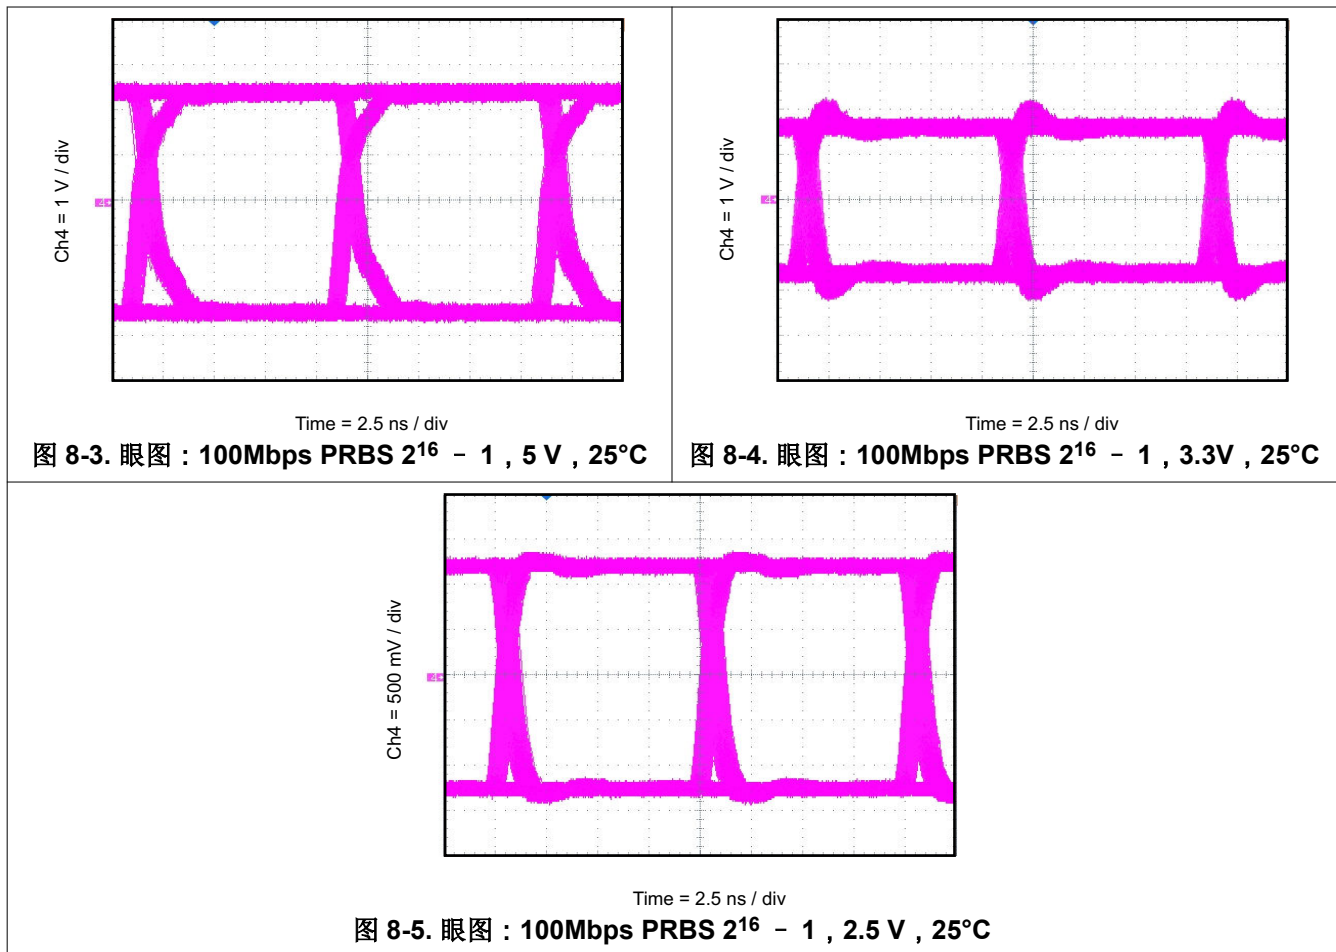 Ch4 = 1 V / div
4
Time = 2.5 ns / div
图 8-3. 眼图：100Mbps PRBS 2¹⁶ – 1，5 V，25°C
Ch4 = 1 V / div
4
Time = 2.5 ns / div
图 8-4. 眼图：100Mbps PRBS 2¹⁶ – 1，3.3V，25°C
Ch4 = 500 mV / div
4
Time = 2.5 ns / div
图 8-5. 眼图：100Mbps PRBS 2¹⁶ – 1，2.5 V，25°C